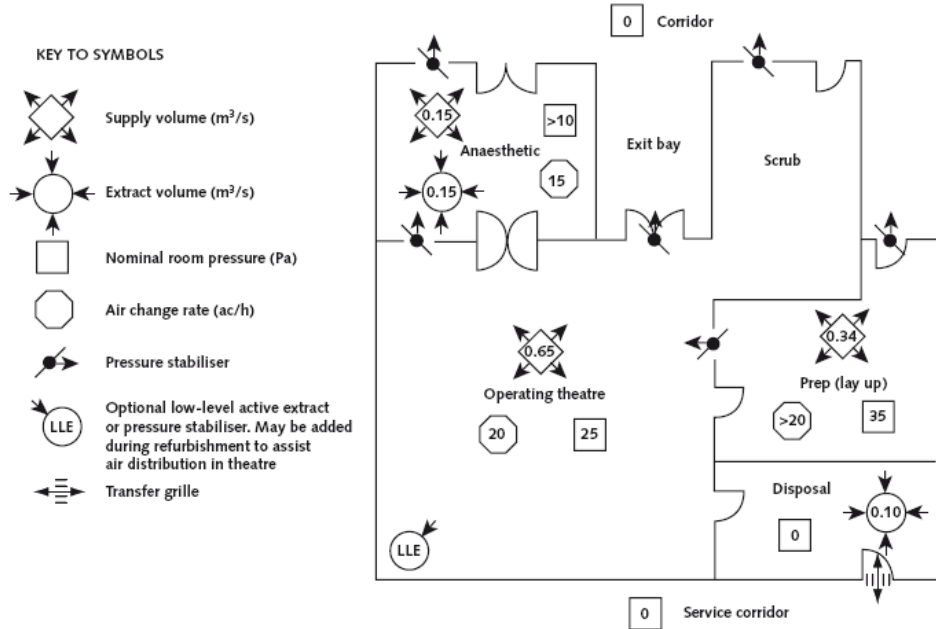 KEY TO SYMBOLS
Supply volume (m³/s)
Extract volume (m³/s)
Nominal room pressure (Pa)
Air change rate (ac/h)
Pressure stabiliser
LLE
Optional low-level active extract
or pressure stabiliser. May be added
during refurbishment to assist
air distribution in theatre
Transfer grille
0 Corridor
0.15
>10
Anaesthetic
15
0.15
Exit bay
Scrub
0.65
Operating theatre
20
25
0.34
Prep (lay up)
>20
35
Disposal
0.10
0
LLE
0 Service corridor